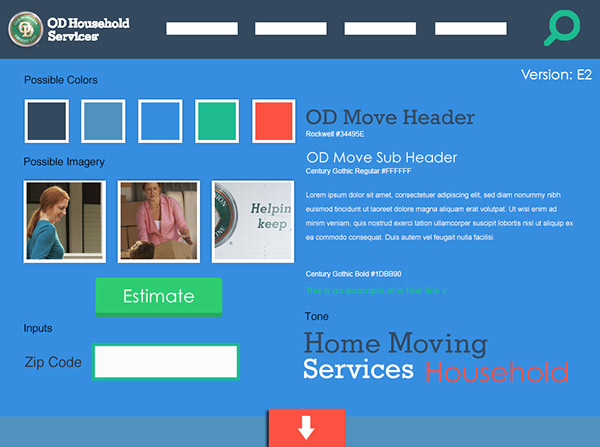 OD Household
Services
Version: E2
Possible Colors
OD Move Header
Rockwell #34495E
Possible Imagery
OD Move Sub Header
Century Gothic Regular #FFFFFF
Helpin
keep
Lorem ipsum dolor sit amet, consectetuer adipiscing elit, sed diam nonummy nibh
euismod tincidunt ut laoreet dolore magna aliquam erat volutpat. Ut wisi enim ad
minim veniam, quis nostrud exerci tation ullamcorper suscipit lobortis nisl ut aliquip ex
ea commodo consequat. Duis autem vel feugait nulla facilisi.
Century Gothic Bold #1DBB90
This is an example of a Text link »
Estimate
Inputs
Zip Code
Tone
Home Moving
Services Household